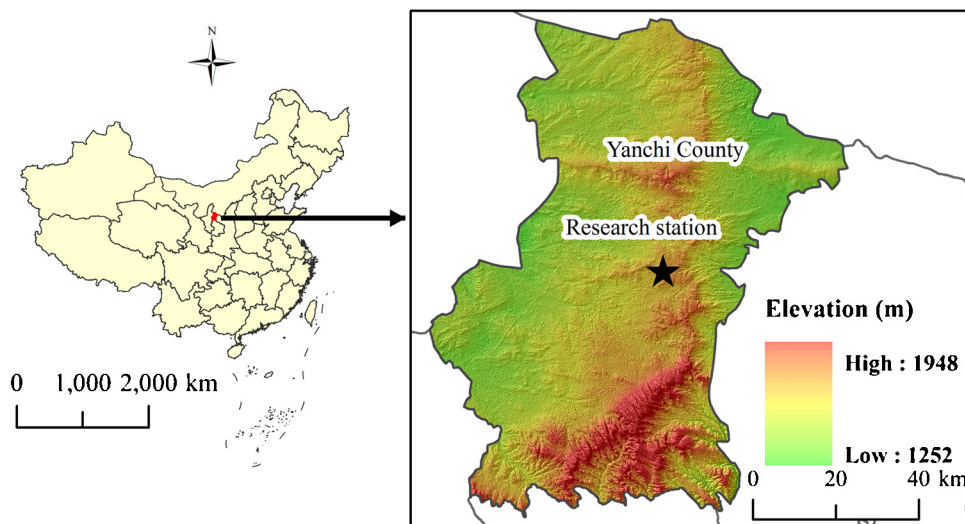 N
0 1,000 2,000 km
Yanchi County
Research station
Elevation (m)
High : 1948
Low : 1252
0 20 40 km